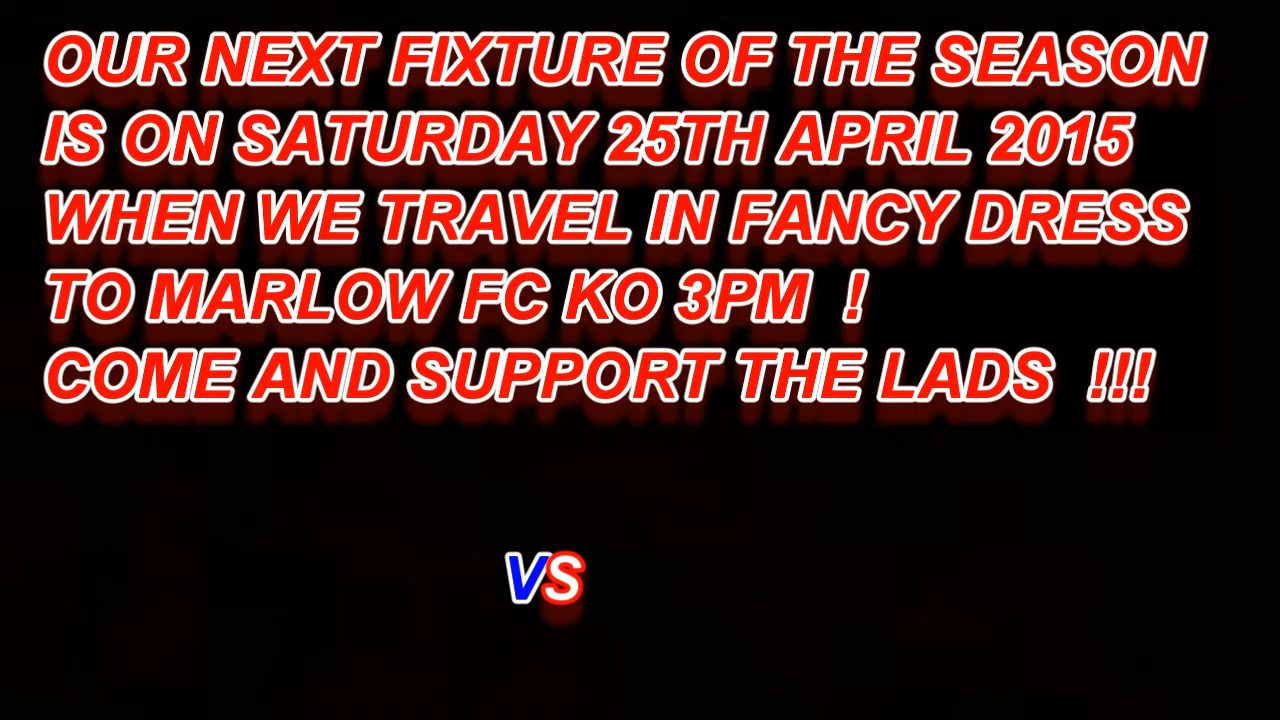 OUR NEXT FIXTURE OF THE SEASON
IS ON SATURDAY 25TH APRIL 2015
WHEN WE TRAVEL IN FANCY DRESS
TO MARLOW FC KO 3PM  !
COME AND SUPPORT THE LADS  !!!
VS